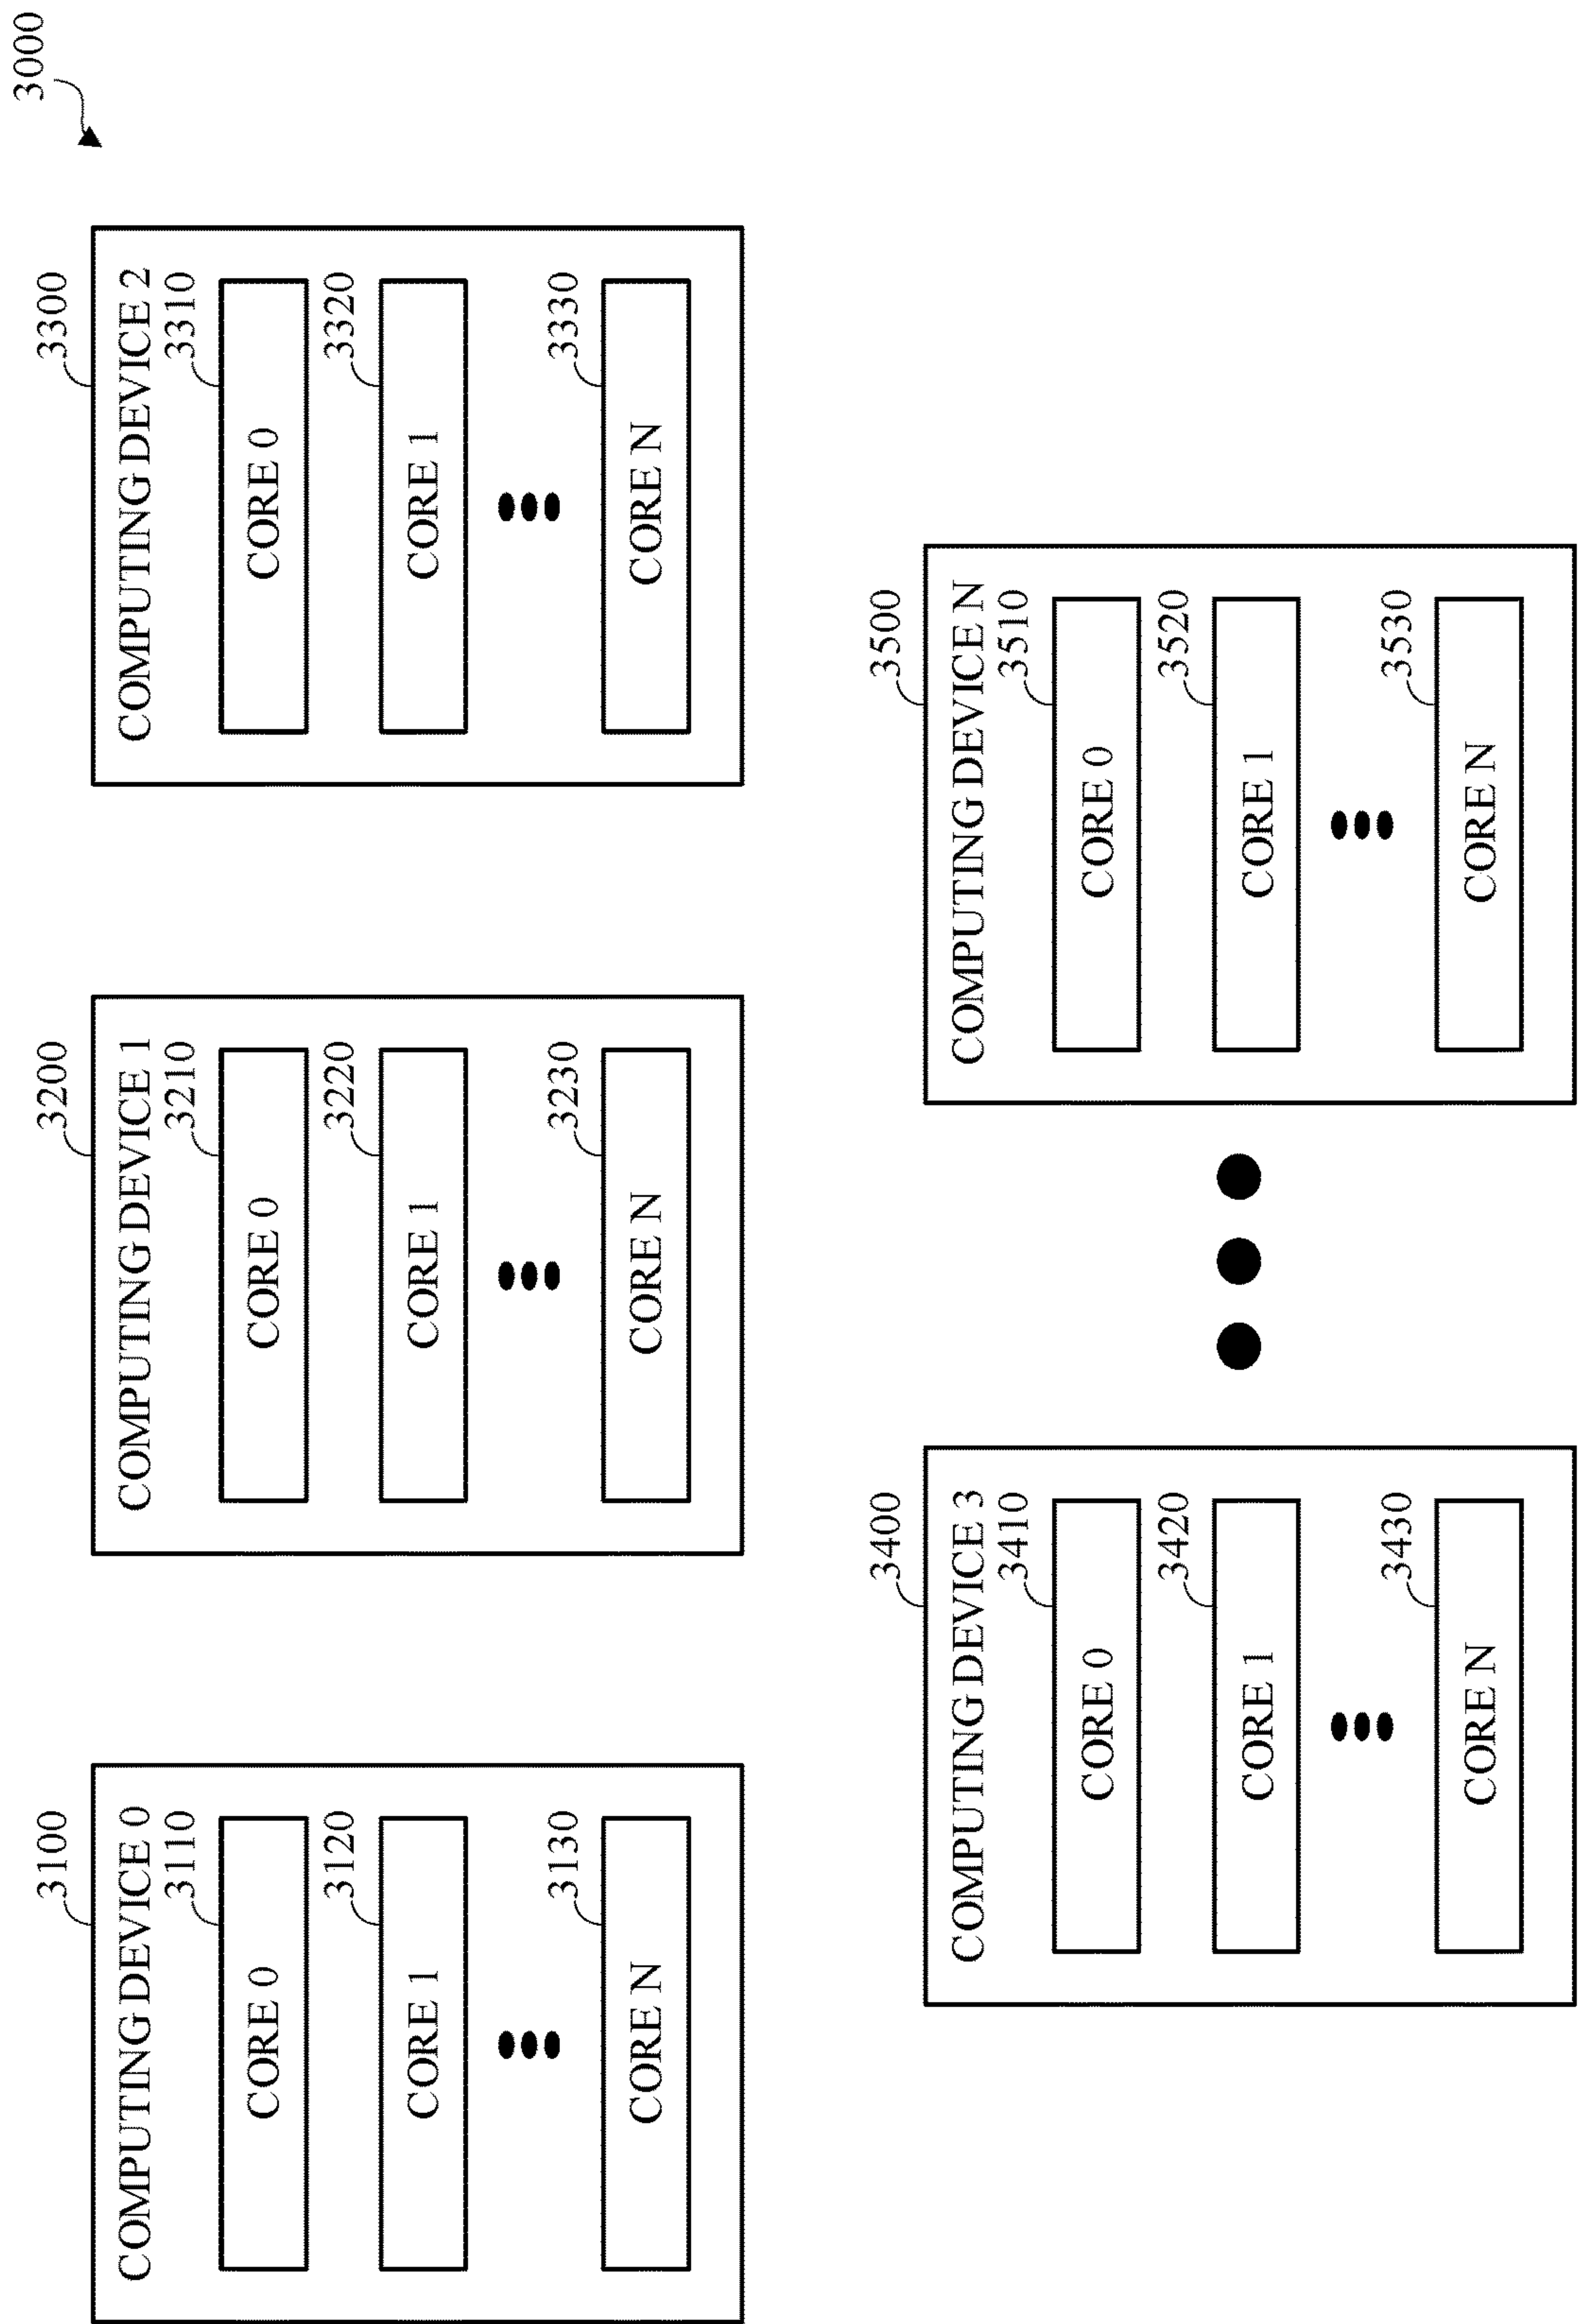 3000
3100
COMPUTING DEVICE 0
3110
CORE 0
3120
CORE 1
3130
CORE N
3200
COMPUTING DEVICE 1
3210
CORE 0
3220
CORE 1
3230
CORE N
3300
COMPUTING DEVICE 2
3310
CORE 0
3320
CORE 1
3330
CORE N
3400
COMPUTING DEVICE 3
3410
CORE 0
3420
CORE 1
3430
CORE N
3500
COMPUTING DEVICE N
3510
CORE 0
3520
CORE 1
3530
CORE N